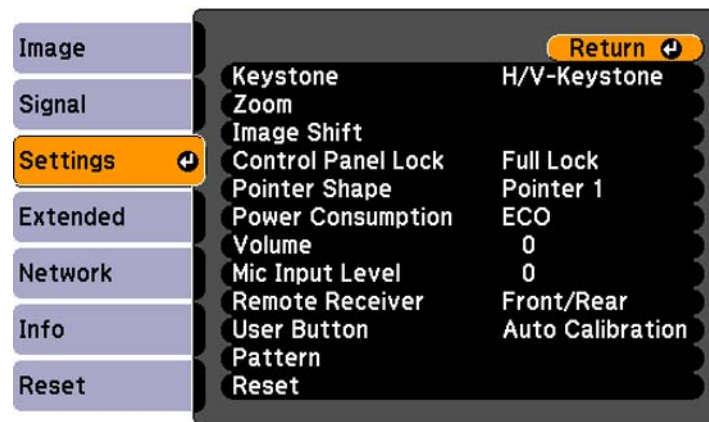 Image
Signal
Settings
Extended
Network
Info
Reset
Return
Keystone H/V-Keystone
Zoom
Image Shift
Control Panel Lock Full Lock
Pointer Shape Pointer 1
Power Consumption ECO
Volume 0
Mic Input Level 0
Remote Receiver Front/Rear
User Button Auto Calibration
Pattern
Reset